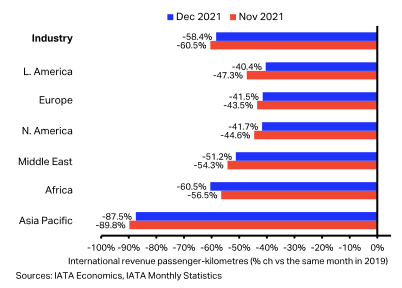 Dec 2021 Nov 2021
Industry -58.4%
-60.5%
L. America -40.4%
-47.3%
Europe -41.5%
-43.5%
N. America -41.7%
-44.6%
Middle East -51.2%
-54.3%
Africa -60.5%
-56.5%
Asia Pacific -87.5%
-89.8%
-100% -90% -80% -70% -60% -50% -40% -30% -20% -10% 0%
International revenue passenger-kilometres (% ch vs the same month in 2019)
Sources: IATA Economics, IATA Monthly Statistics